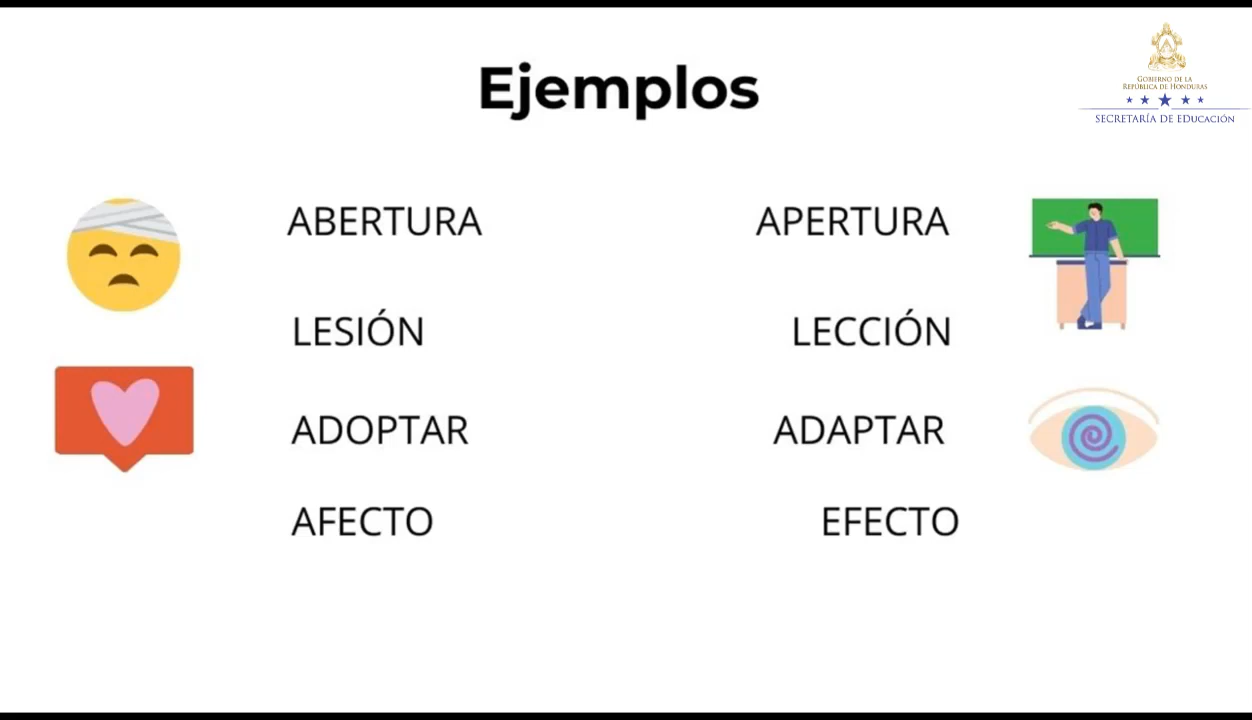 Ejemplos
GOBIERNO DE LA
REPÚBLICA DE HONDURAS
SECRETARÍA DE EDUCACIÓN
ABERTURA APERTURA
LESIÓN LECCIÓN
ADOPTAR ADAPTAR
AFECTO EFECTO